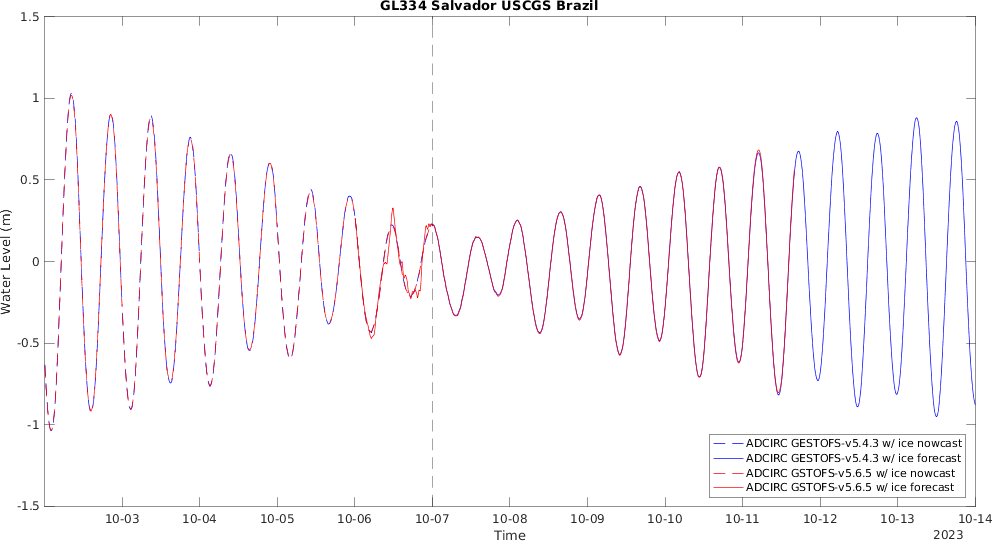 GL334 Salvador USCGS Brazil
1.5
1
0.5
0
-0.5
-1
-1.5
Water Level (m)
10-03
10-04
10-05
10-06
10-07
10-08
10-09
10-10
10-11
10-12
10-13
10-14
Time
2023
ADCIRC GESTOFS-v5.4.3 w/ ice nowcast
ADCIRC GESTOFS-v5.4.3 w/ ice forecast
ADCIRC GSTOFS-v5.6.5 w/ ice nowcast
ADCIRC GSTOFS-v5.6.5 w/ ice forecast